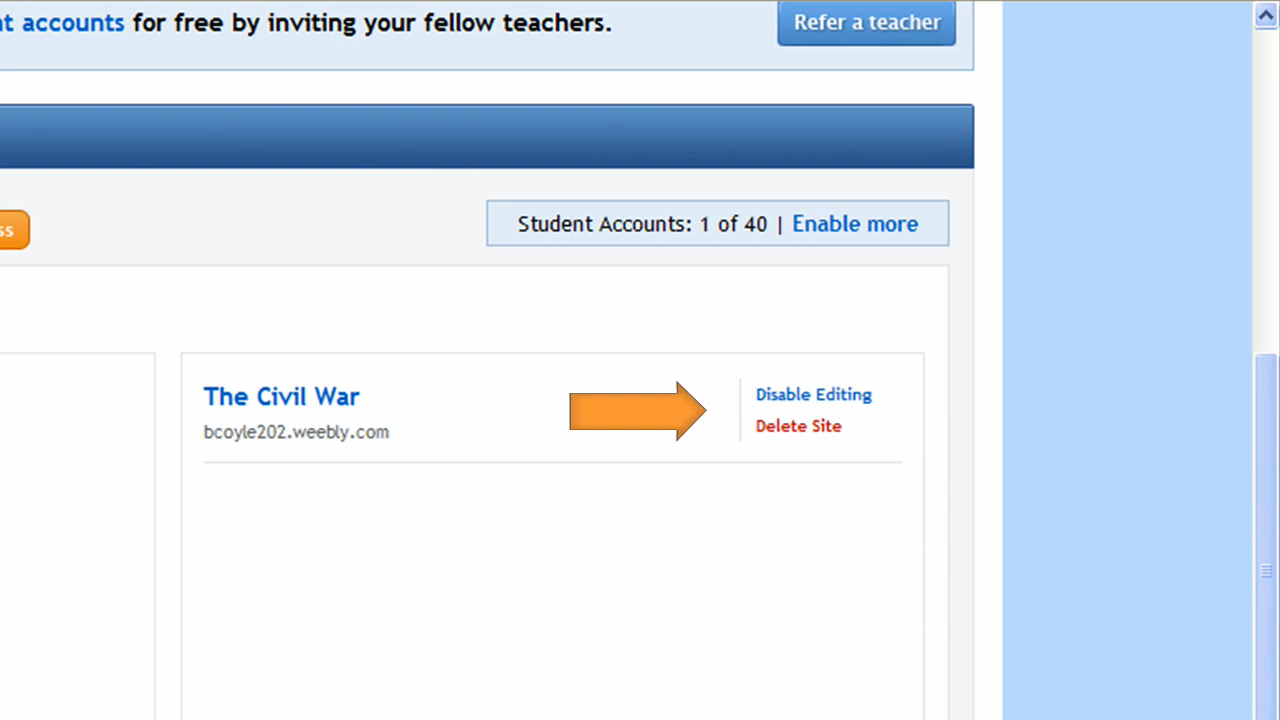 accounts for free by inviting your fellow teachers.
Refer a teacher
Student Accounts: 1 of 40 | Enable more
The Civil War
bcoyle202.weebly.com
Disable Editing
Delete Site